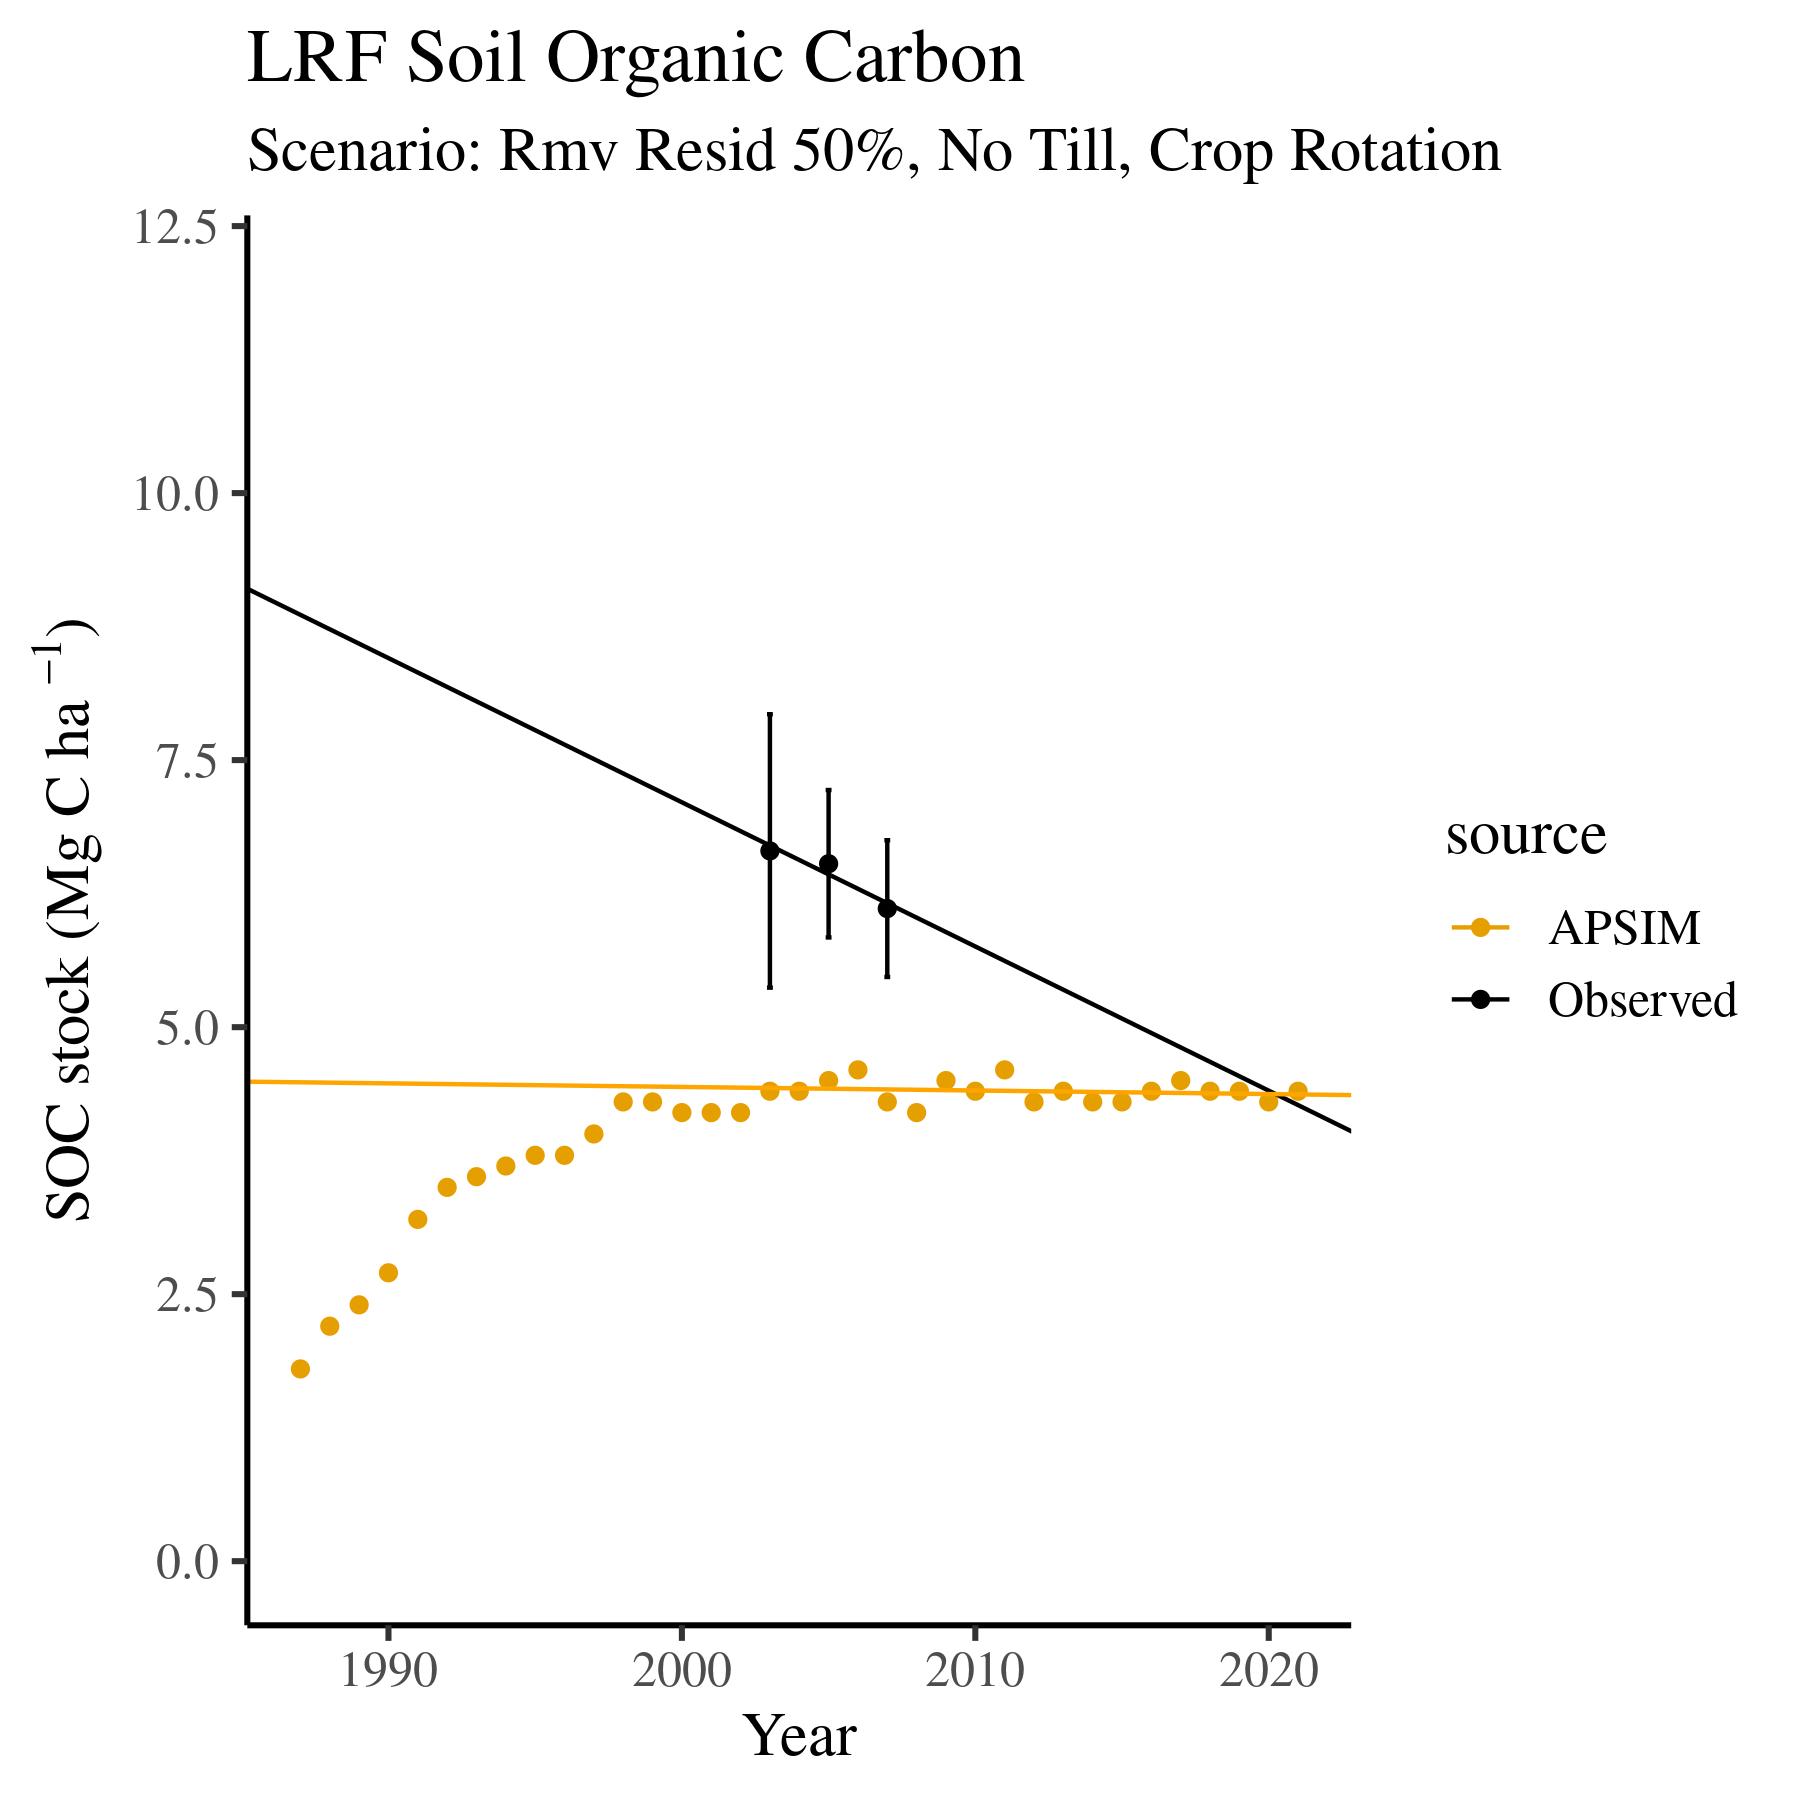 LRF Soil Organic Carbon
Scenario: Rmv Resid 50%, No Till, Crop Rotation
SOC stock (Mg C ha −1)
12.5
10.0
7.5
5.0
2.5
0.0
1990 2000 2010 2020
Year
source
APSIM
Observed